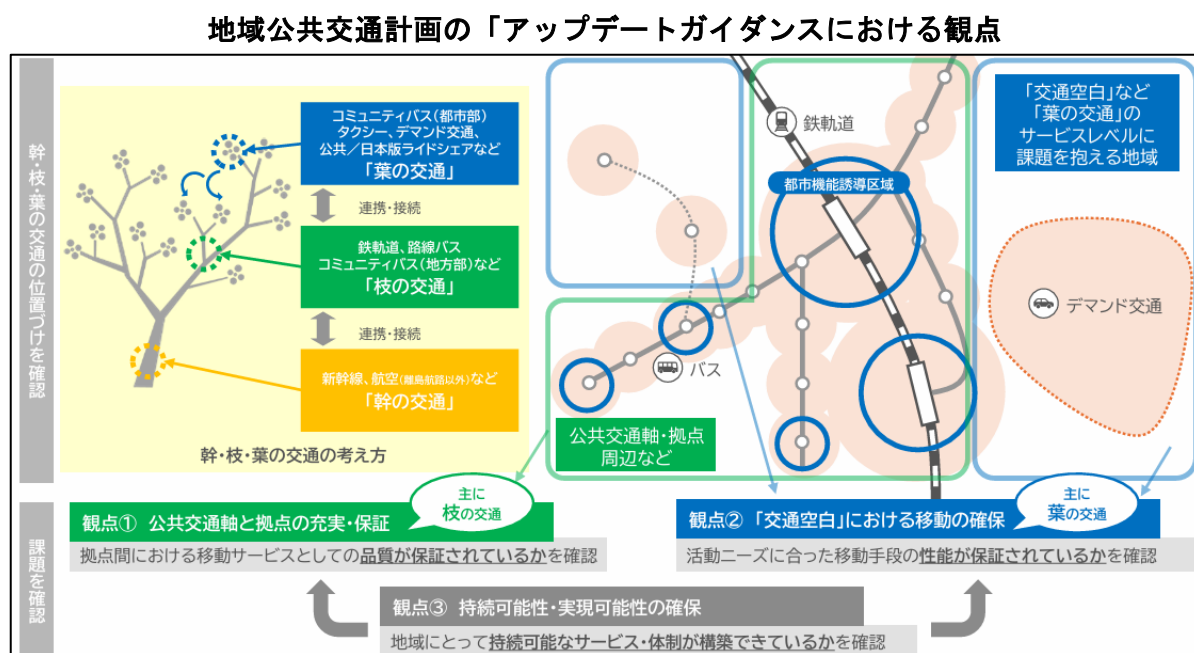 地域公共交通計画の「アップデートガイダンスにおける観点
幹・枝・葉の交通の位置づけを確認
コミュニティバス(都市部)
タクシー、デマンド交通、
公共／日本版ライドシェアなど
「葉の交通」
連携・接続
鉄軌道、路線バス
コミュニティバス(地方部)など
「枝の交通」
連携・接続
新幹線、航空(離島航路以外)など
「幹の交通」
幹・枝・葉の交通の考え方
鉄軌道
都市機能誘導区域
バス
公共交通軸・拠点
周辺など
「交通空白」など
「葉の交通」の
サービスレベルに
課題を抱える地域
デマンド交通
課題を確認
主に
枝の交通
観点① 公共交通軸と拠点の充実・保証
拠点間における移動サービスとしての品質が保証されているかを確認
主に
葉の交通
観点② 「交通空白」における移動の確保
活動ニーズに合った移動手段の性能が保証されているかを確認
観点③ 持続可能性・実現可能性の確保
地域にとって持続可能なサービス・体制が構築できているかを確認